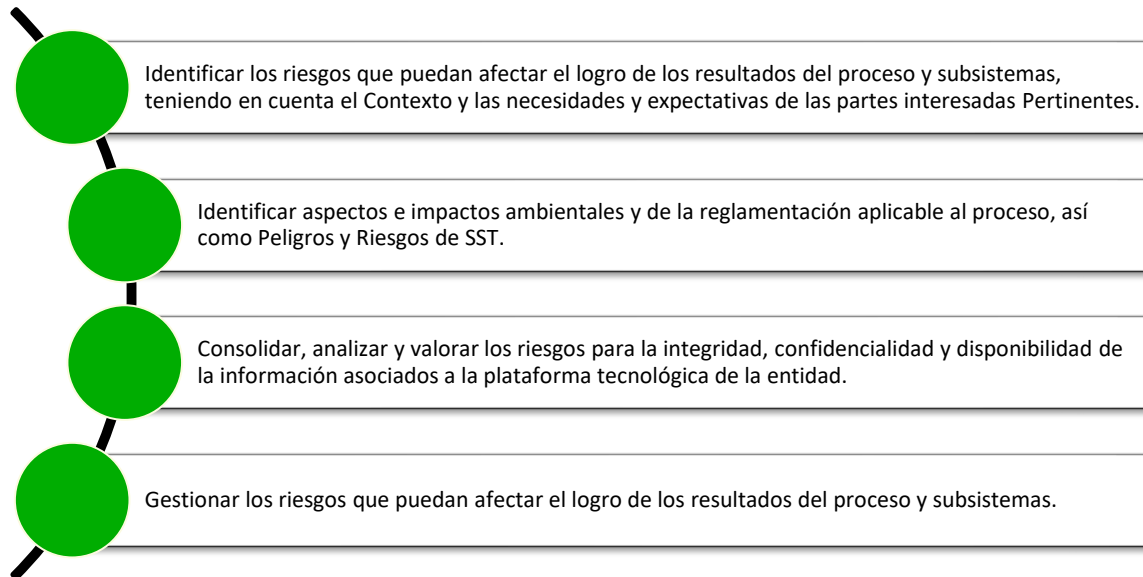 Identificar los riesgos que puedan afectar el logro de los resultados del proceso y subsistemas,
teniendo en cuenta el Contexto y las necesidades y expectativas de las partes interesadas Pertinentes.
Identificar aspectos e impactos ambientales y de la reglamentación aplicable al proceso, así
como Peligros y Riesgos de SST.
Consolidar, analizar y valorar los riesgos para la integridad, confidencialidad y disponibilidad de
la información asociados a la plataforma tecnológica de la entidad.
Gestionar los riesgos que puedan afectar el logro de los resultados del proceso y subsistemas.